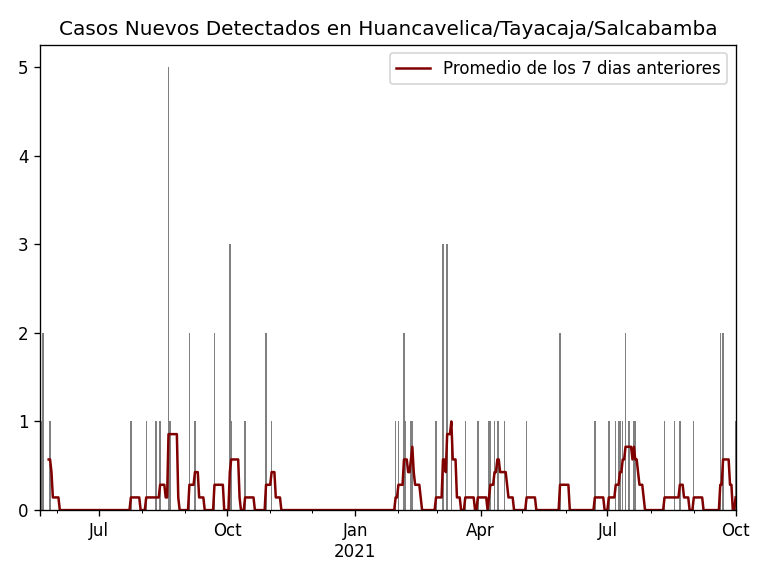 Casos Nuevos Detectados en Huancavelica/Tayacaja/Salcabamba
Promedio de los 7 dias anteriores
5
4
3
2
1
0
Jul
Oct
Jan
2021
Apr
Jul
Oct